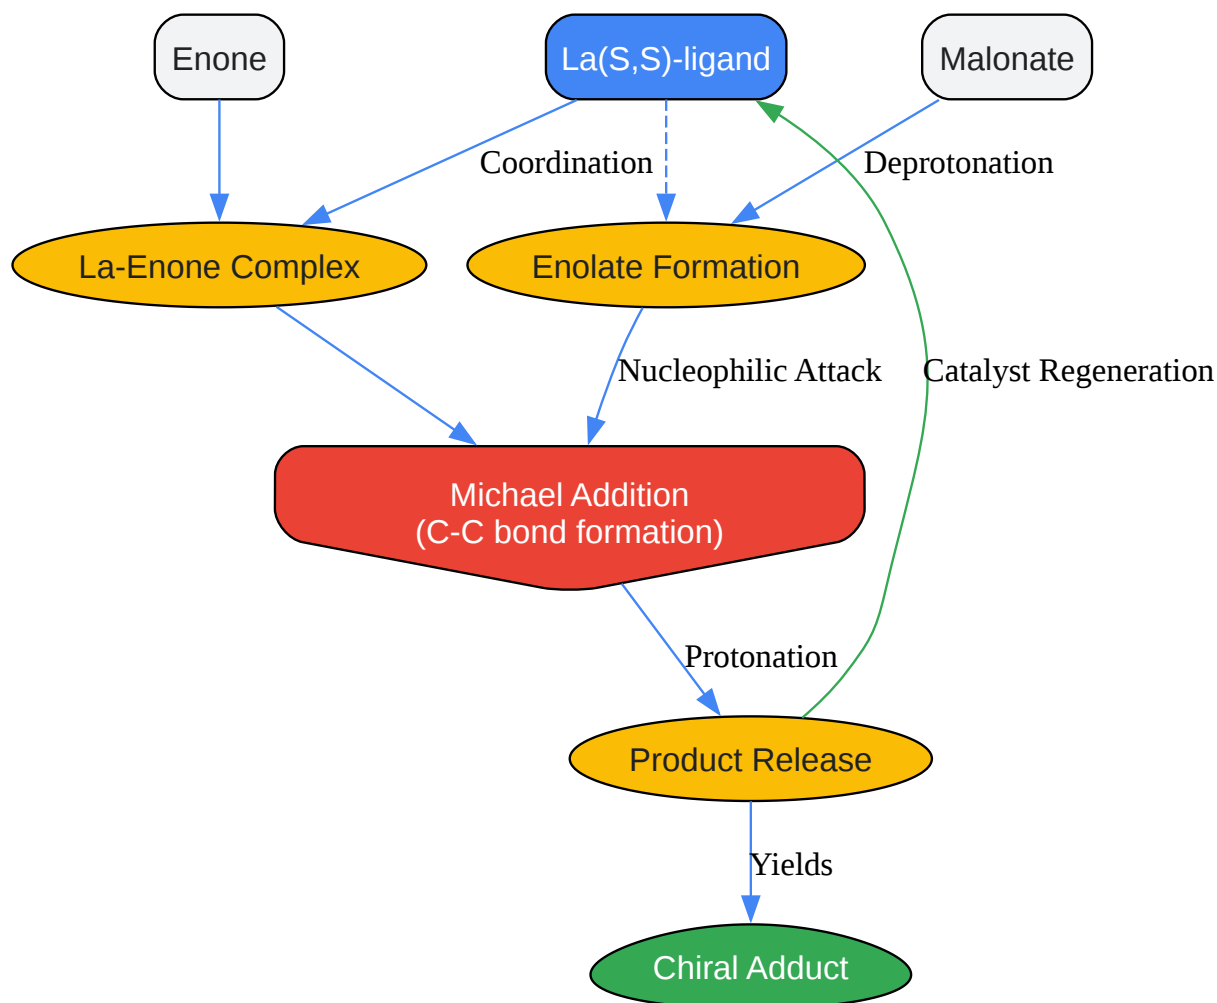 Enone
La(S,S)-ligand
Malonate
Coordination
Deprotonation
La-Enone Complex
Enolate Formation
Nucleophilic Attack
Catalyst Regeneration
Michael Addition
(C-C bond formation)
Protonation
Product Release
Yields
Chiral Adduct